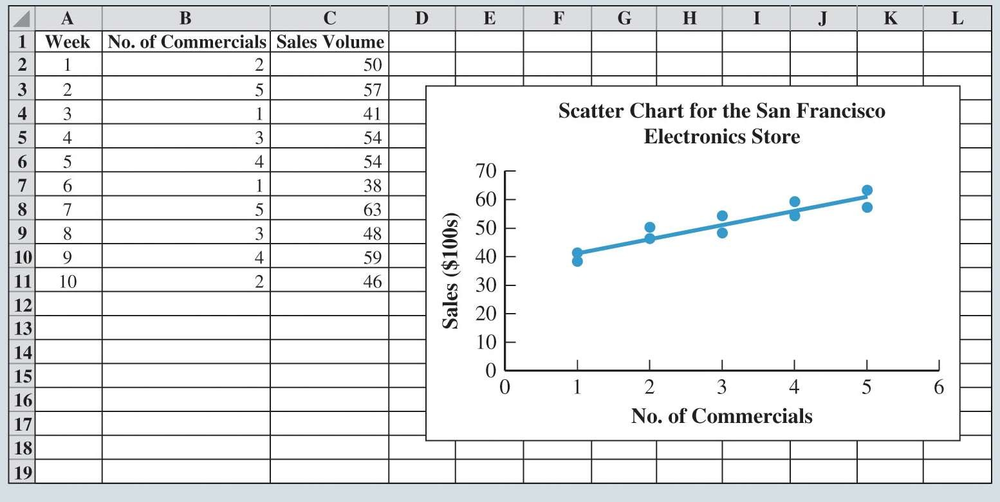 A B C D E F G H I J K L
1 Week No. of Commercials Sales Volume
2 1 2 50
3 2 5 57
4 3 1 41
5 4 3 54
6 5 4 54
7 6 1 38
8 7 5 63
9 8 3 48
10 9 4 59
11 10 2 46
12
13
14
15
16
17
18
19
Scatter Chart for the San Francisco
Electronics Store
Sales ($100s)
70
60
50
40
30
20
10
0
0 1 2 3 4 5 6
No. of Commercials